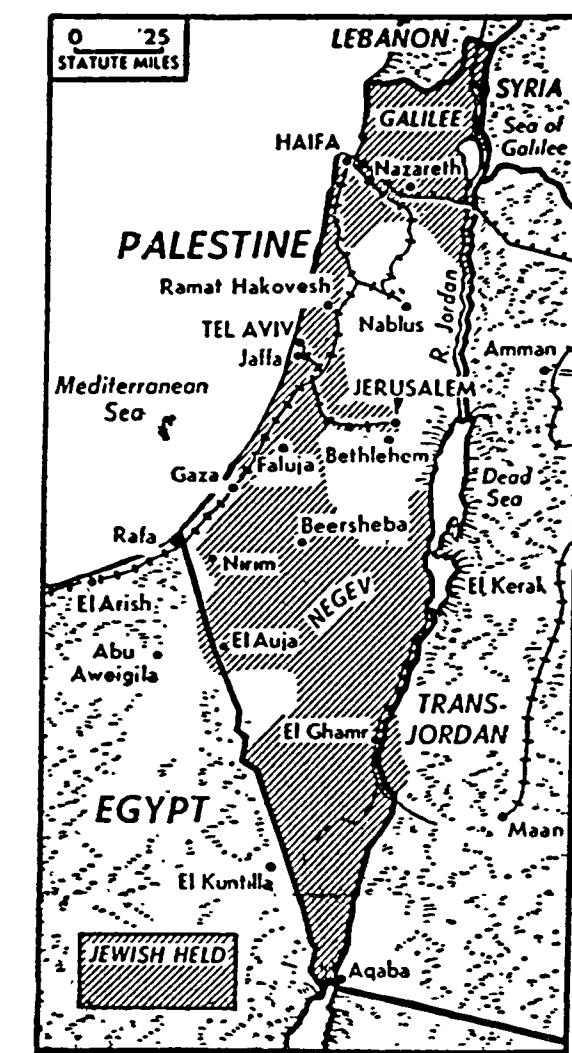 0 25
STATUTE MILES
LEBANON
SYRIA
GALILEE
Sea of
Galilee
HAIFA
Nazareth
PALESTINE
Ramat Hakovesh
Nablus
R. Jordan
TEL AVIV
Jaffa
Amman
JERUSALEM
Mediterranean
Sea
Faluja
Bethlehem
Gaza
Dead
Sea
Rafa
Beersheba
Nirim
El Kerak
El Arish
NEGEV
Abu
Aweigila
El Auja
TRANS-
JORDAN
El Ghamr
EGYPT
Maan
El Kuntilla
JEWISH HELD
Aqaba